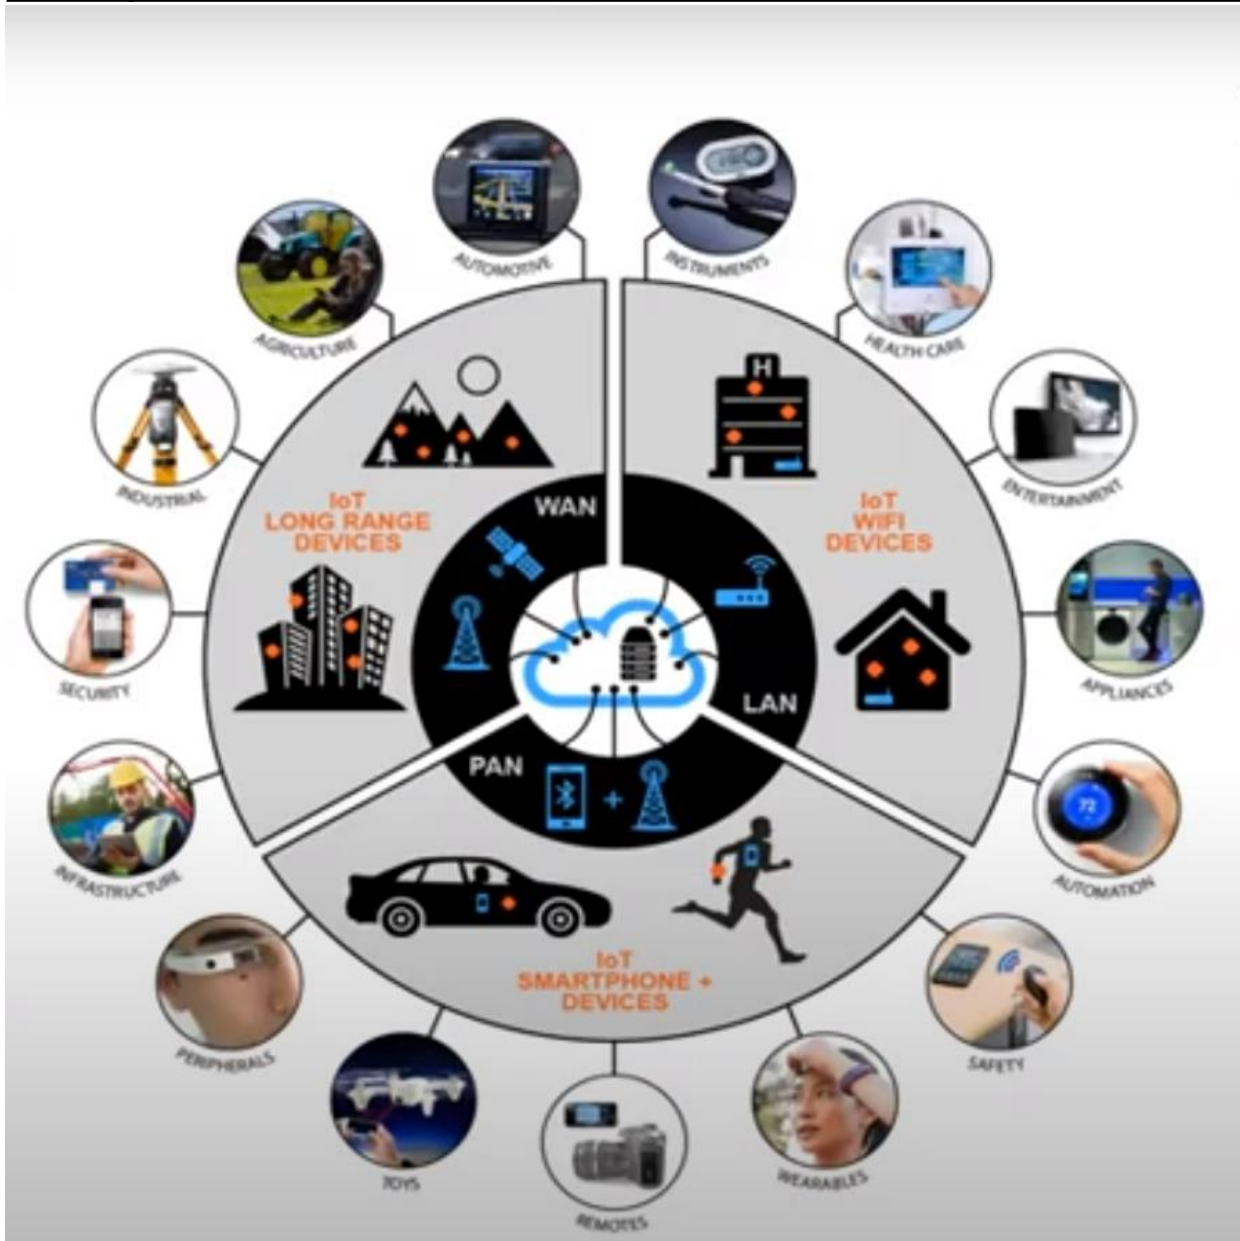 AUTOMOTIVE
INSTRUMENTS
AGRICULTURE
HEALTH CARE
INDUSTRIAL
ENTERTAINMENT
H
WAN
IoT
LONG RANGE
DEVICES
IoT
WIFI
DEVICES
SECURITY
APPLIANCES
LAN
PAN
+
72
INFRASTRUCTURE
AUTOMATION
IoT
SMARTPHONE +
DEVICES
PERIPHERALS
SAFETY
TOYS
WEARABLES
REMOTES